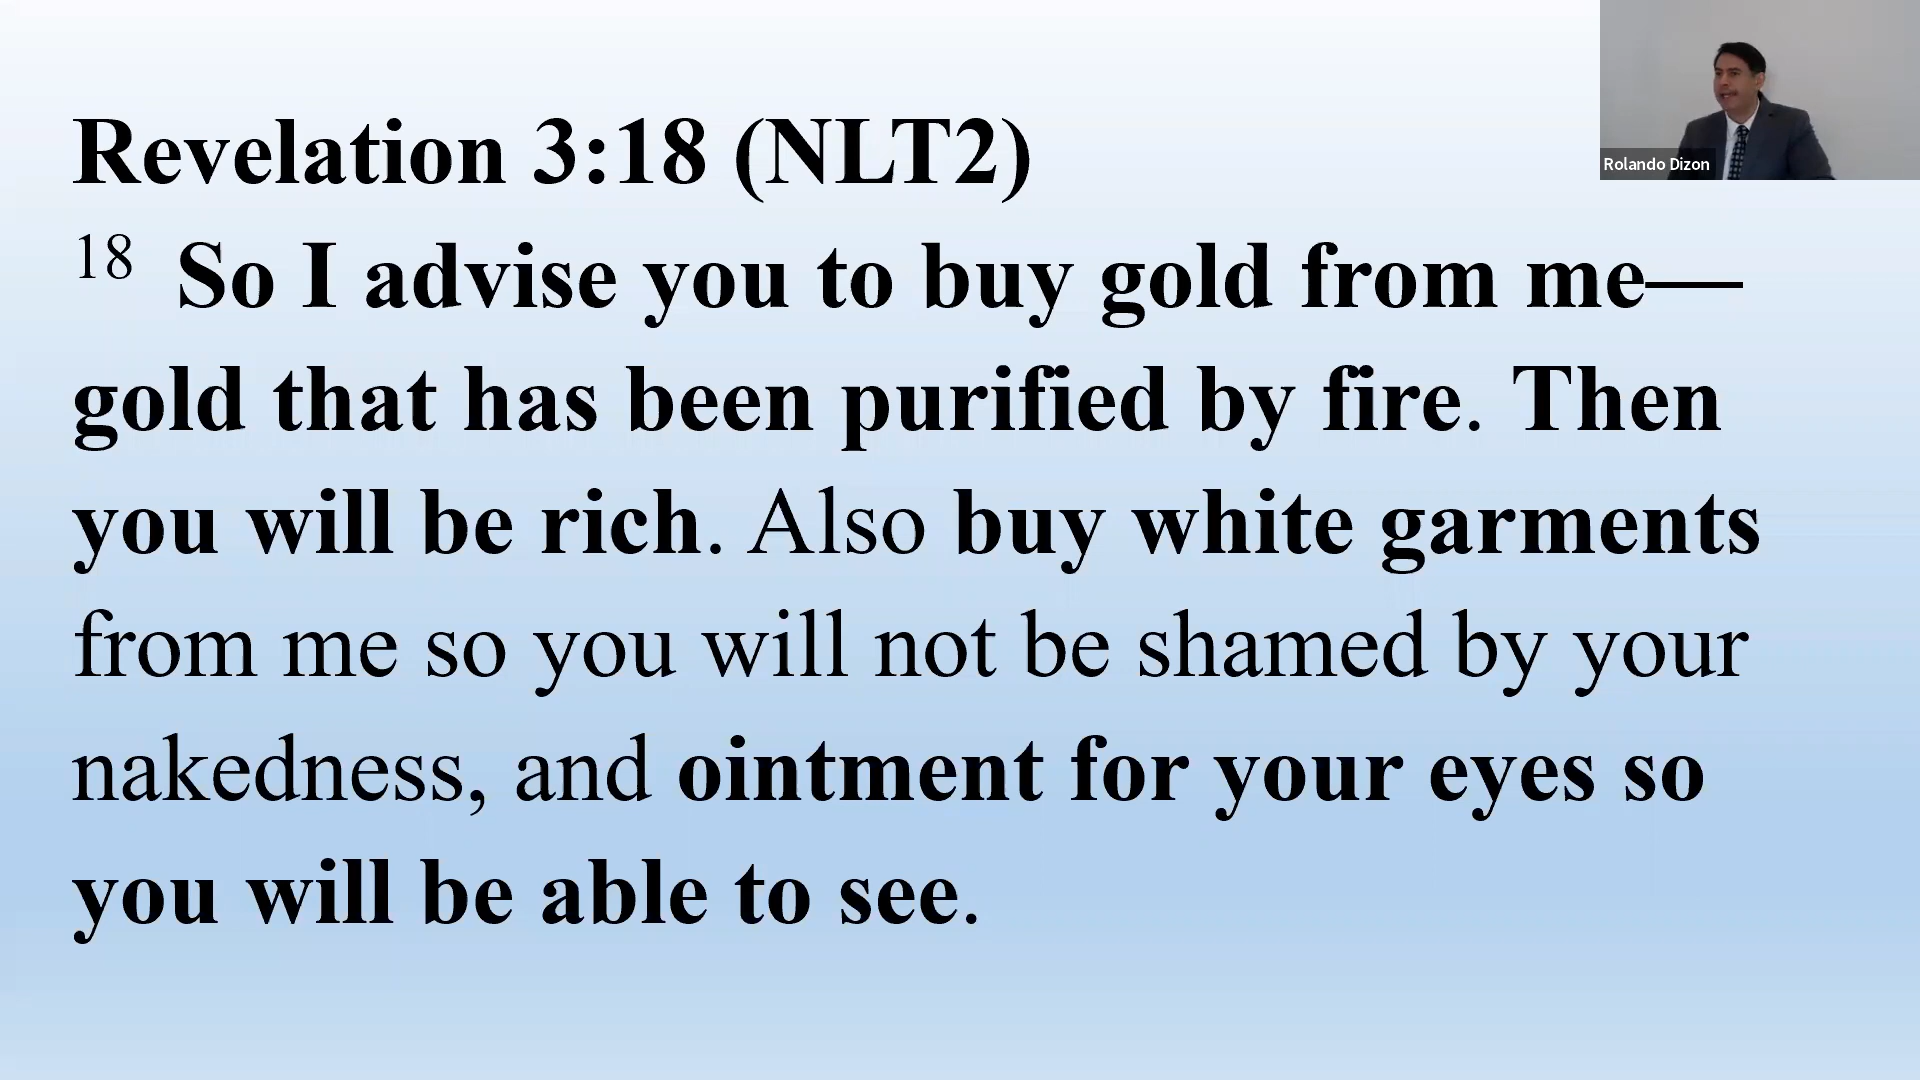 Revelation 3:18 (NLT2)
18 So I advise you to buy gold from me—
gold that has been purified by fire. Then
you will be rich. Also buy white garments
from me so you will not be shamed by your
nakedness, and ointment for your eyes so
you will be able to see.
Rolando Dizon